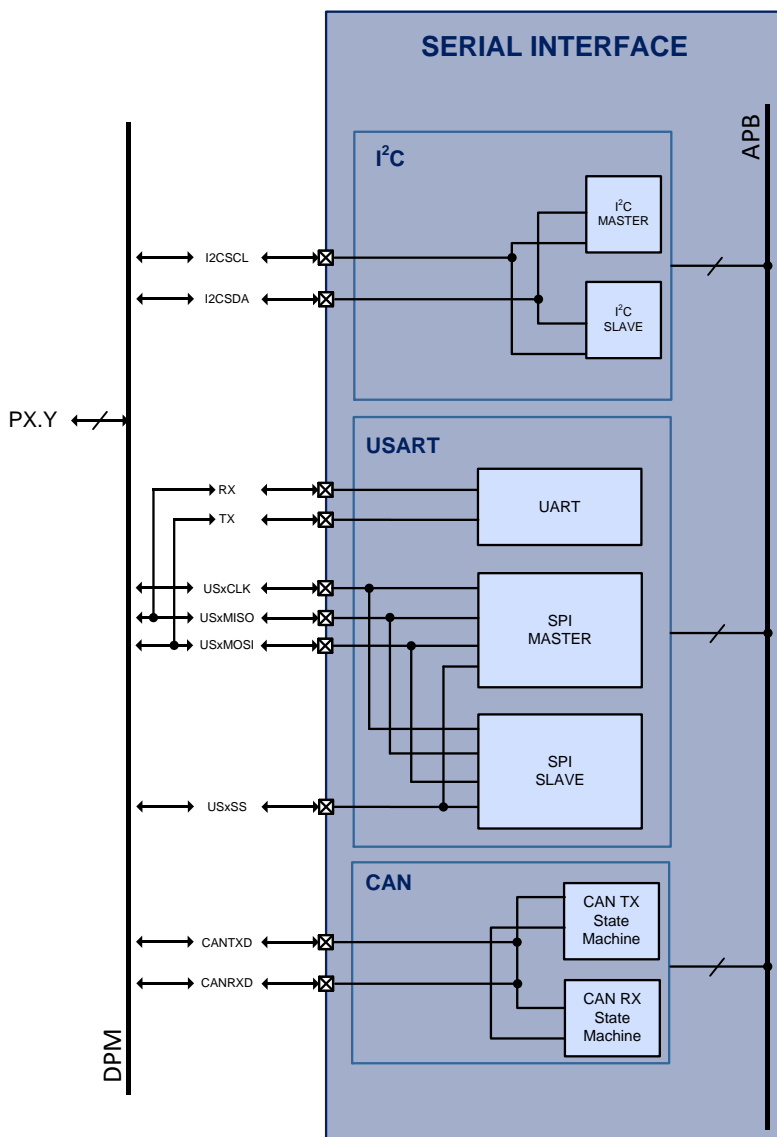 SERIAL INTERFACE
APB
I²C
I²C
MASTER
I2CSCL
I2CSDA
I²C
SLAVE
PX.Y
USART
RX
UART
TX
USxCLK
USxMISO
USxMOSI
SPI
MASTER
SPI
SLAVE
USxSS
CAN
CAN TX
State
Machine
CANTXD
CANRXD
CAN RX
State
Machine
DPM